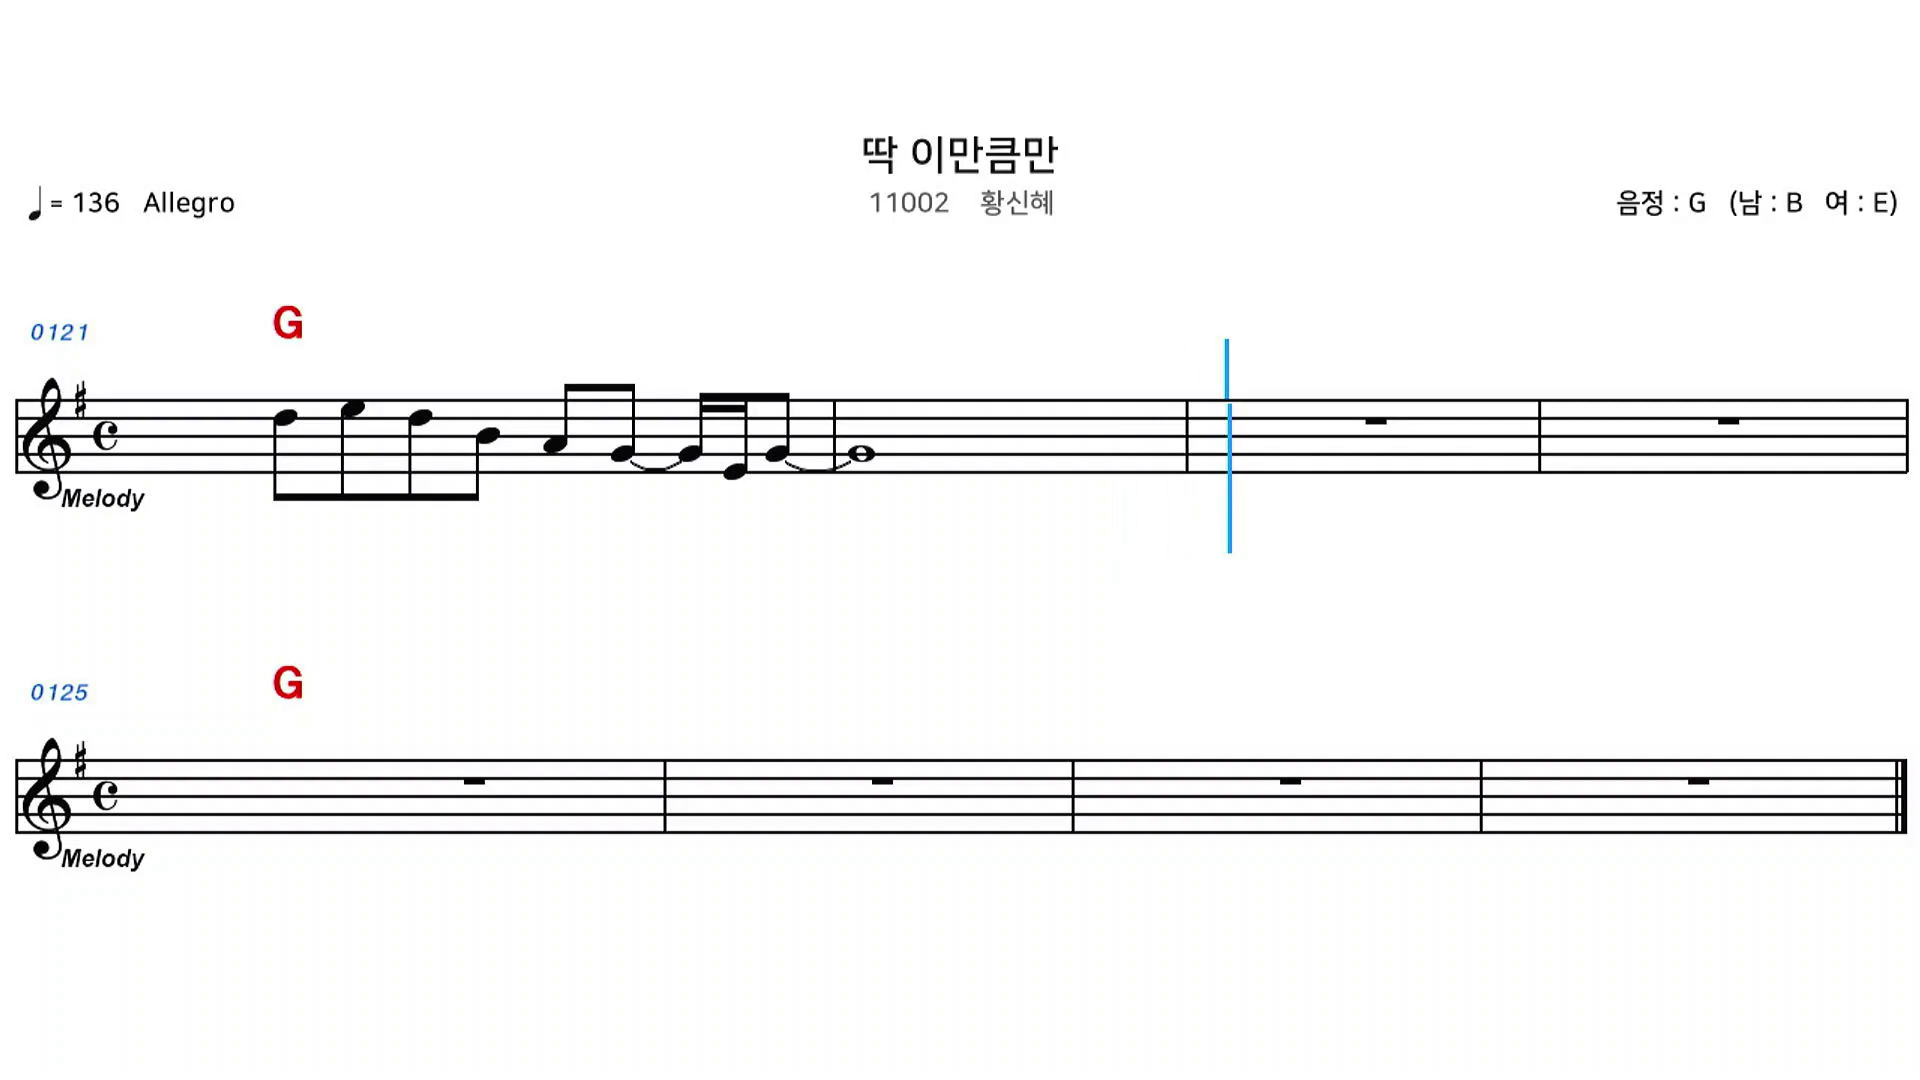 딱 이만큼만
♩ = 136 Allegro
11002 황신혜
음정 : G (남 : B 여 : E)
0121 G
Melody
0125 G
Melody